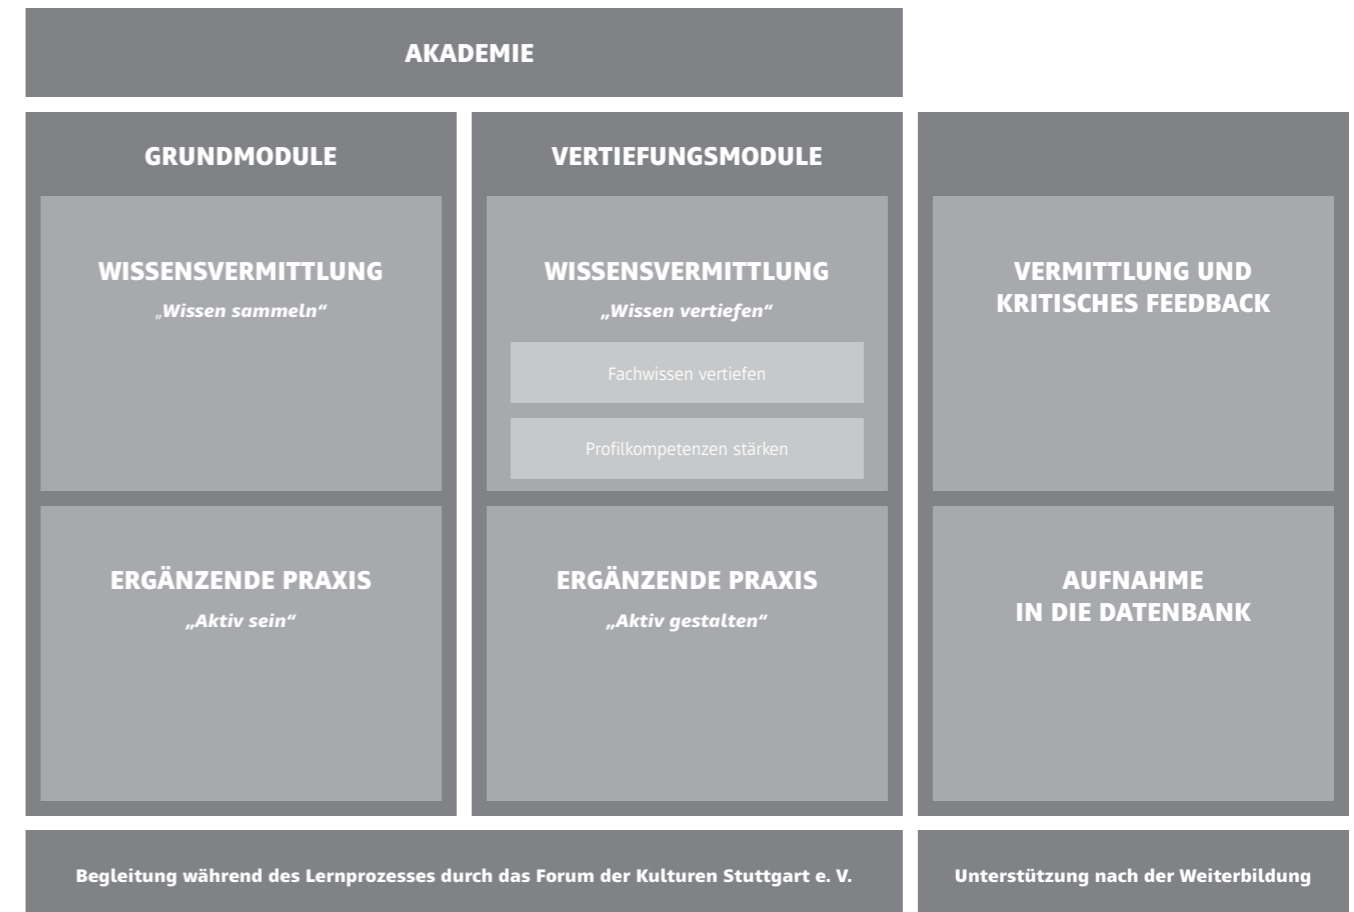 AKADEMIE
GRUNDMODULE
WISSENSVERMITTLUNG
„Wissen sammeln“
ERGÄNZENDE PRAXIS
„Aktiv sein“
VERTIEFUNGSMODULE
WISSENSVERMITTLUNG
„Wissen vertiefen“
Fachwissen vertiefen
Profilkompetenzen stärken
ERGÄNZENDE PRAXIS
„Aktiv gestalten“
VERMITTLUNG UND
KRITISCHES FEEDBACK
AUFNAHME
IN DIE DATENBANK
Begleitung während des Lernprozesses durch das Forum der Kulturen Stuttgart e. V.
Unterstützung nach der Weiterbildung